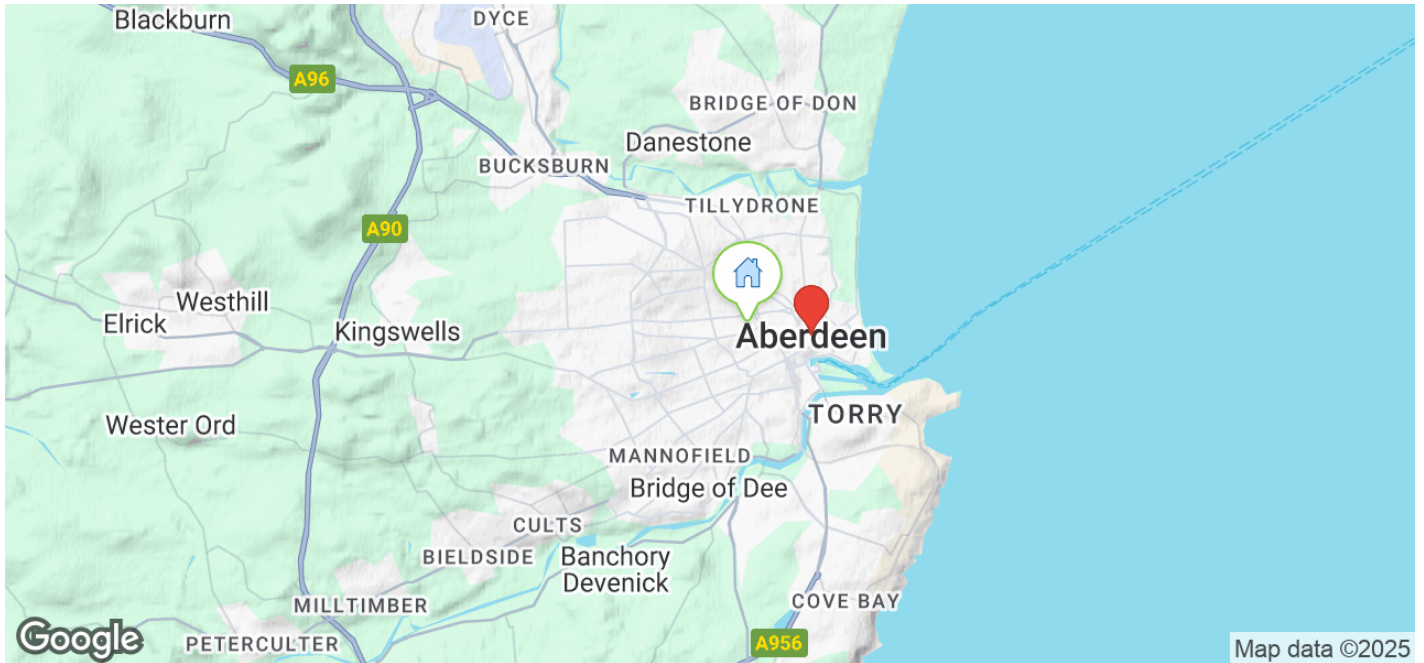 Blackburn
DYCE
A96
BRIDGE OF DON
Danestone
BUCKSBURN
TILLYDRONE
A90
Westhill
Elrick
Kingswells
Aberdeen
TORRY
Wester Ord
MANNOFIELD
Bridge of Dee
CULTS
BIELDSIDE
Banchory
Devenick
MILLTIMBER
COVE BAY
PETERCULTER
A956
Google
Map data ©2025